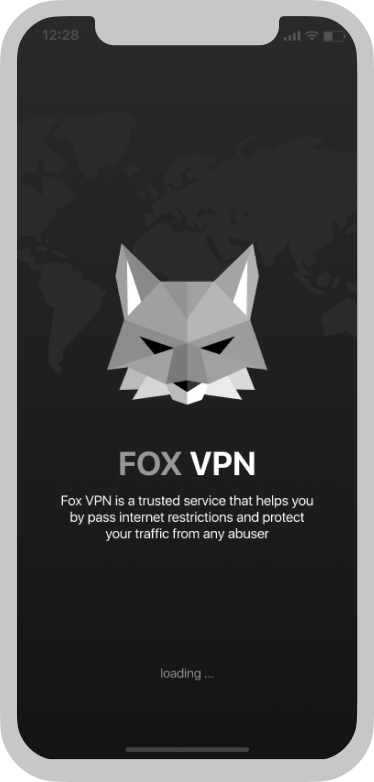 12:28
FOX VPN
Fox VPN is a trusted service that helps you
by pass internet restrictions and protect
your traffic from any abuser
loading ...